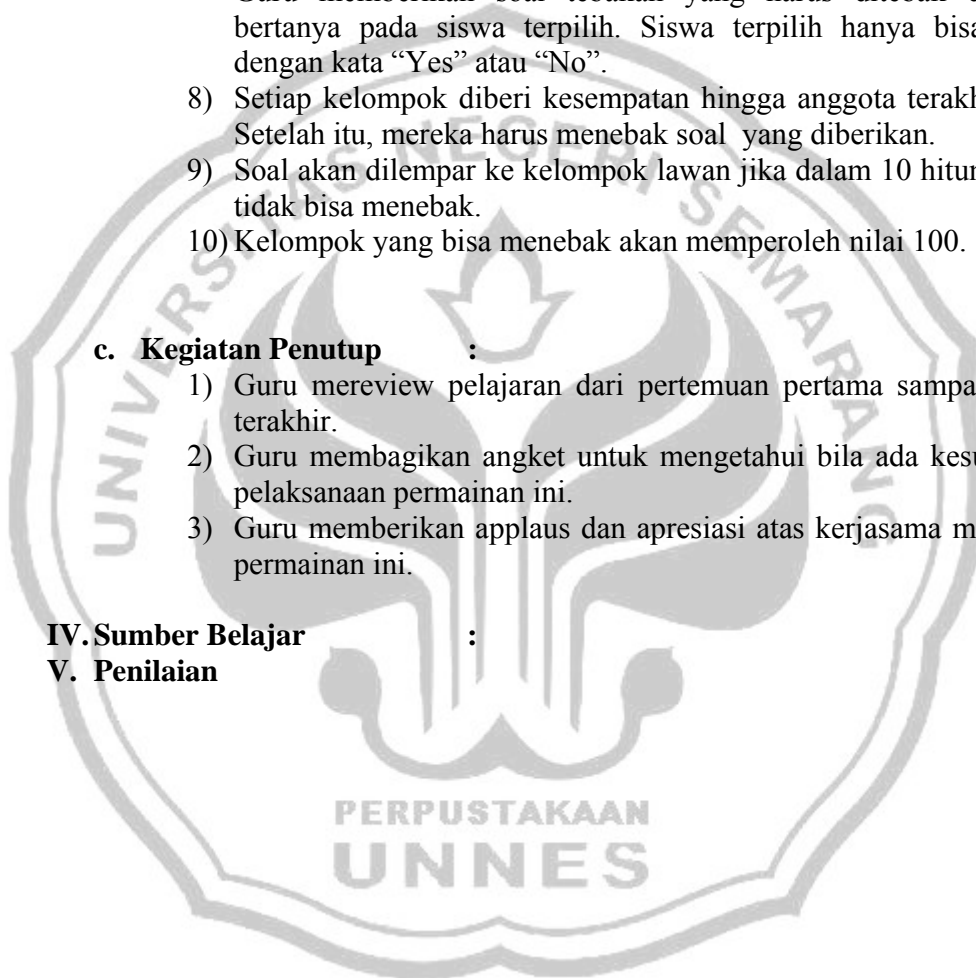 bertanya pada siswa terpilih. Siswa terpilih hanya bisa
dengan kata “Yes” atau “No”.
8) Setiap kelompok diberi kesempatan hingga anggota
Setelah itu, mereka harus menebak soal yang diberikan.
9) Soal akan dilempar ke kelompok lawan jika dalam 10
tidak bisa menebak.
10) Kelompok yang bisa menebak akan memperoleh nilai 100.
c. Kegiatan Penutup :
1) Guru mereview pelajaran dari pertemuan pertama
terakhir.
2) Guru membagikan angket untuk mengetahui bila ada
pelaksanaan permainan ini.
3) Guru memberikan applaus dan apresiasi atas kerjasama
permainan ini.
IV. Sumber Belajar :
V. Penilaian
UNIVERSITAS NEGERI SEMARANG
PERPUSTAKAAN
UNNES